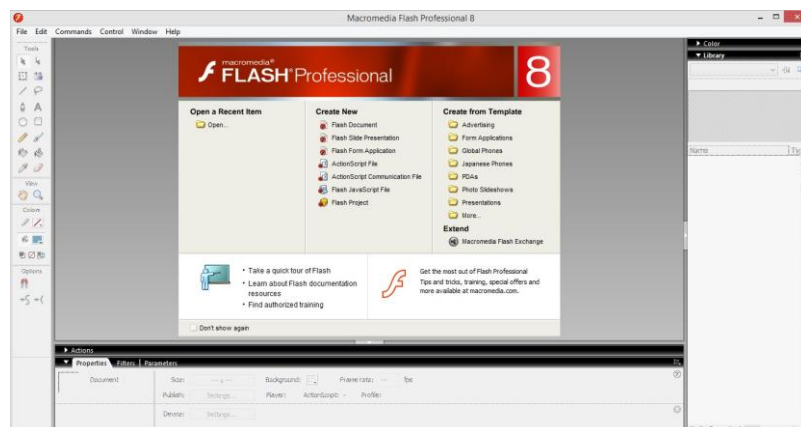 Macromedia Flash Professional 8
File Edit Commands Control Window Help
Tools
View
Colors
Options
macromedia®
FLASH® Professional 8
Open a Recent Item
Open...
Create New
Flash Document
Flash Slide Presentation
Flash Form Application
ActionScript File
ActionScript Communication File
Flash JavaScript File
Flash Project
Create from Template
Advertising
Form Applications
Global Phones
Japanese Phones
PDAs
Photo Slideshows
Presentations
More...
Extend
Macromedia Flash Exchange
• Take a quick tour of Flash
• Learn about Flash documentation
resources
• Find authorized training
Get the most out of Flash Professional
Tips and tricks, training, special offers and
more available at macromedia.com.
Don't show again
Color
Library
Name
Actions
Properties Filters Parameters
Document
Size:
Background:
Frame rate:
fps
Publish:
Settings...
Player:
ActionScript:
Profile:
Device:
Settings...